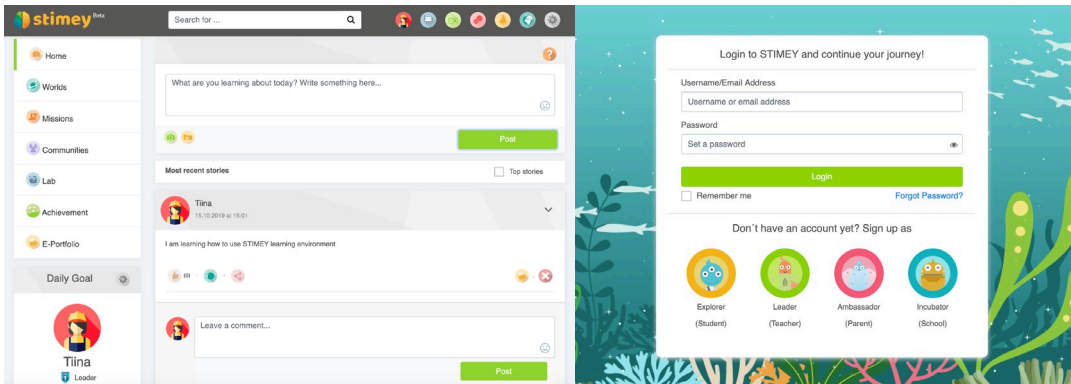 stimey Beta
Search for ...
Home
Worlds
Missions
Communities
Lab
Achievement
E-Portfolio
Daily Goal
Tiina
Leader
What are you learning about today? Write something here...
Post
Most recent stories
Top stories
Tiina
15.10.2019 at 15.01
I am learning how to use STIMEY learning environment
Leave a comment...
Post
Login to STIMEY and continue your journey!
Username/Email Address
Username or email address
Password
Set a password
Login
Remember me Forgot Password?
Don´t have an account yet? Sign up as
Explorer Leader Ambassador Incubator
(Student) (Teacher) (Parent) (School)